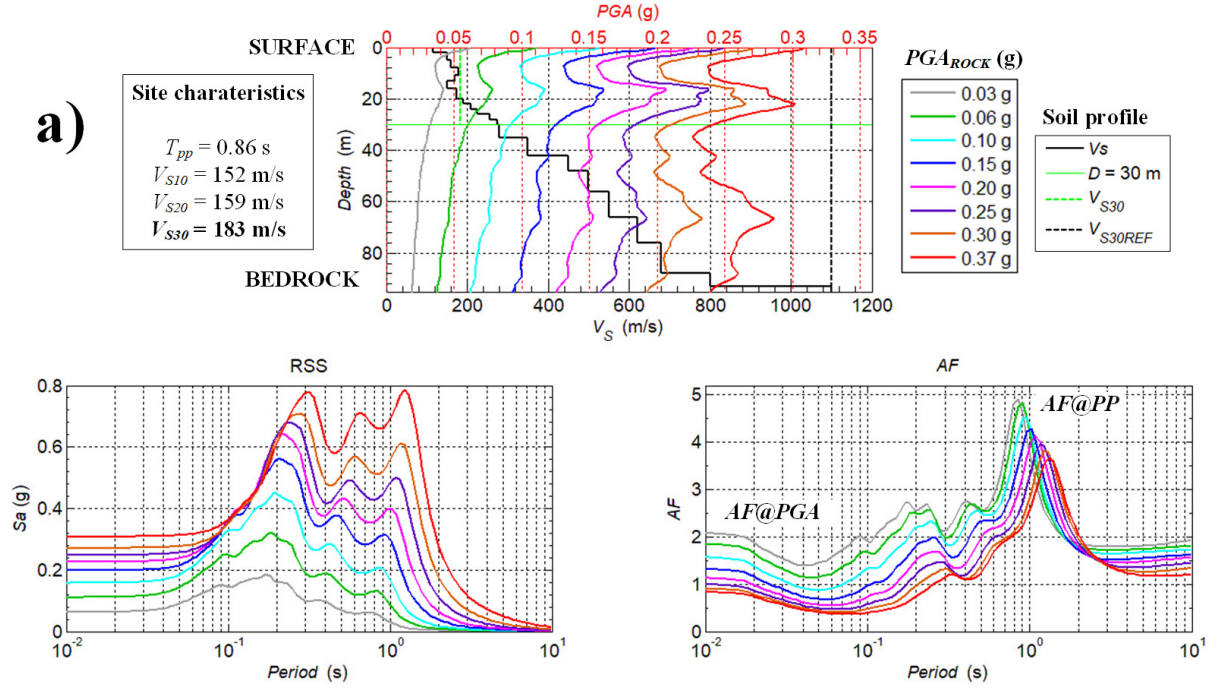 a)
SURFACE
BEDROCK
Site charateristics
Tpp = 0.86 s
VS10 = 152 m/s
VS20 = 159 m/s
VS30 = 183 m/s
PGA (g)
0 0.05 0.1 0.15 0.2 0.25 0.3 0.35
0
20
40
60
80
Depth (m)
0 200 400 600 800 1000 1200
VS (m/s)
PGAROCK (g)
0.03 g
0.06 g
0.10 g
0.15 g
0.20 g
0.25 g
0.30 g
0.37 g
Soil profile
Vs
D = 30 m
VS30
VS30REF
RSS
0.8
0.6
0.4
0.2
0
Sa (g)
10-2 10-1 100 101
Period (s)
AF
5
4
3
2
1
0
AF
AF@PP
AF@PGA
10-2 10-1 100 101
Period (s)